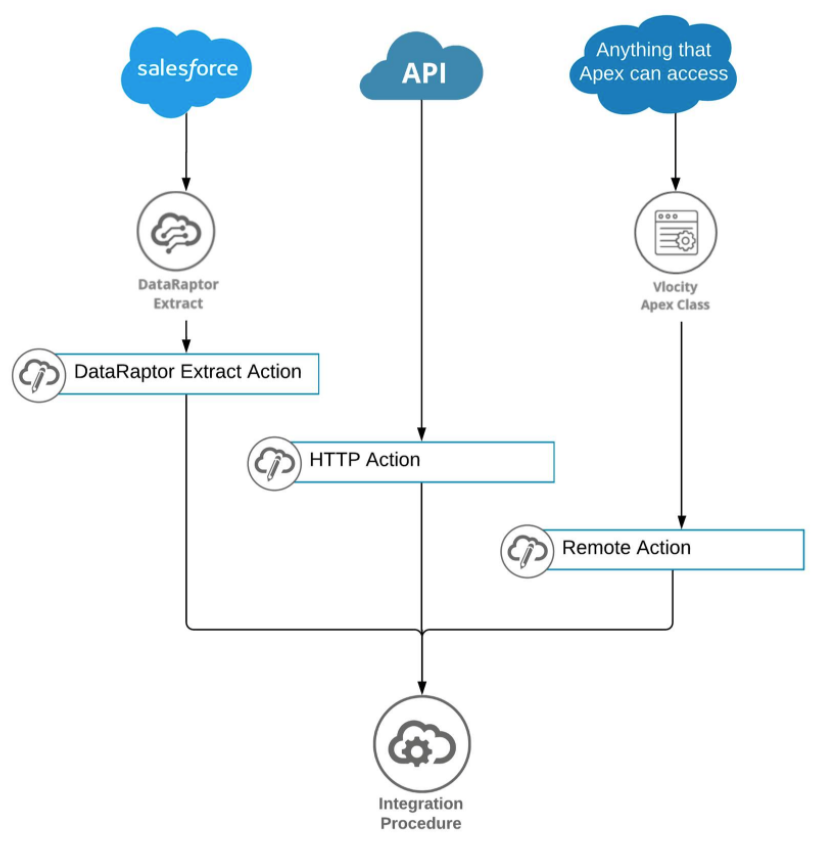 salesforce
API
Anything that
Apex can access
DataRaptor
Extract
Vlocity
Apex Class
DataRaptor Extract Action
HTTP Action
Remote Action
Integration
Procedure